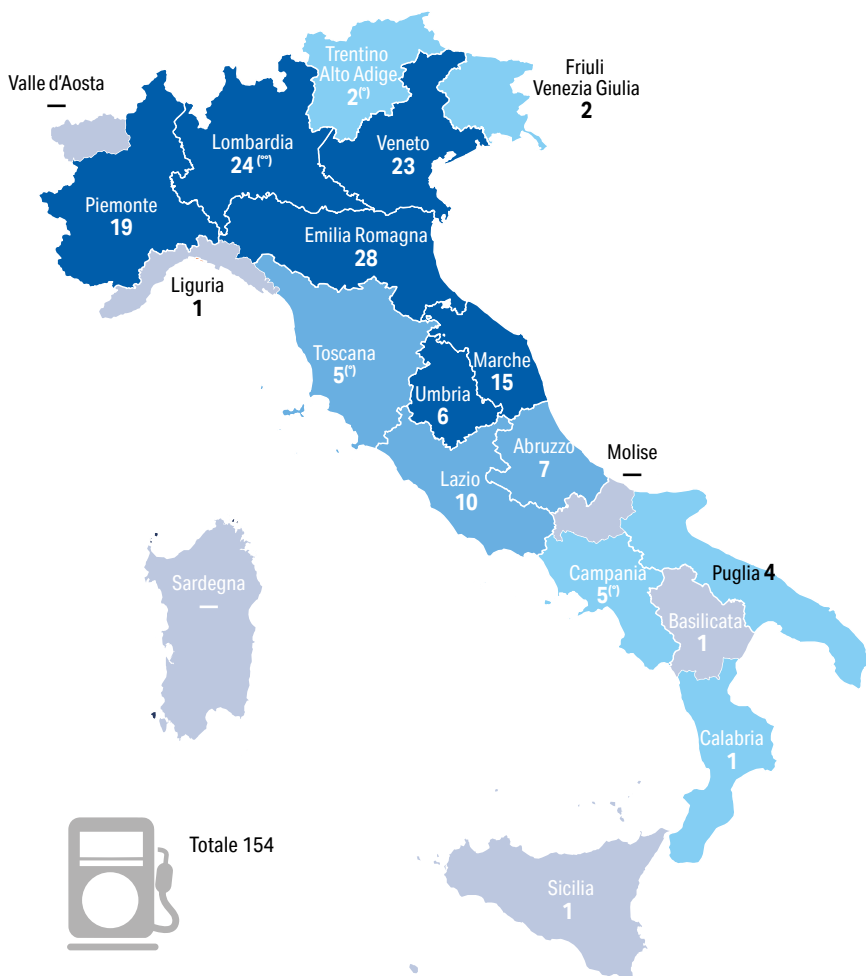 Trentino
Alto Adige
2(*)
Friuli
Venezia Giulia
2
Valle d'Aosta
—
Lombardia
24 (°°)
Veneto
23
Piemonte
19
Emilia Romagna
28
Liguria
1
Toscana
5(*)
Marche
15
Umbria
6
Abruzzo
7
Molise
—
Lazio
10
Sardegna
—
Campania
5(*)
Puglia 4
Basilicata
1
Calabria
1
Totale 154
Sicilia
1